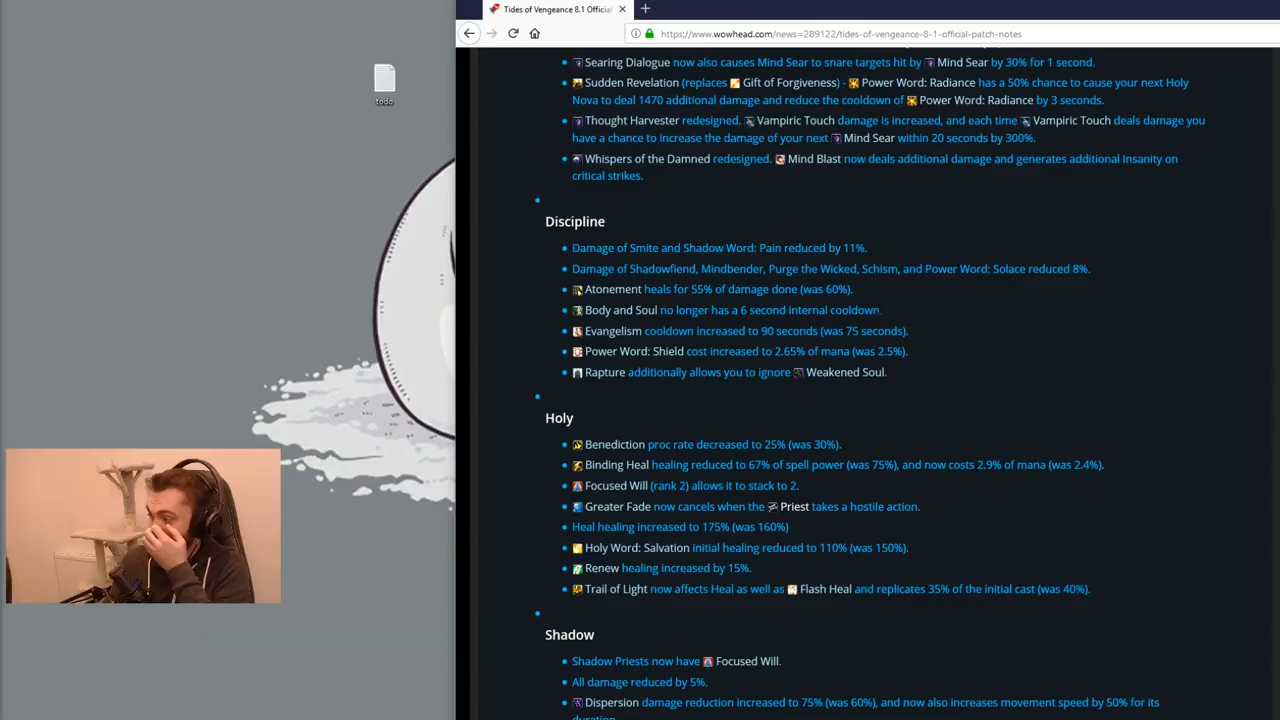 Tides of Vengeance 8.1 Official
https://www.wowhead.com/news=289122/tides-of-vengeance-8-1-official-patch-notes
todo
Searing Dialogue now also causes Mind Sear to snare targets hit by Mind Sear by 30% for 1 second.
Sudden Revelation (replaces Gift of Forgiveness) - Power Word: Radiance has a 50% chance to cause your next Holy
Nova to deal 1470 additional damage and reduce the cooldown of Power Word: Radiance by 3 seconds.
Thought Harvester redesigned. Vampiric Touch damage is increased, and each time Vampiric Touch deals damage you
have a chance to increase the damage of your next Mind Sear within 20 seconds by 300%.
Whispers of the Damned redesigned. Mind Blast now deals additional damage and generates additional Insanity on
critical strikes.
Discipline
Damage of Smite and Shadow Word: Pain reduced by 11%.
Damage of Shadowfiend, Mindbender, Purge the Wicked, Schism, and Power Word: Solace reduced 8%.
Atonement heals for 55% of damage done (was 60%).
Body and Soul no longer has a 6 second internal cooldown.
Evangelism cooldown increased to 90 seconds (was 75 seconds).
Power Word: Shield cost increased to 2.65% of mana (was 2.5%).
Rapture additionally allows you to ignore Weakened Soul.
Holy
Benediction proc rate decreased to 25% (was 30%).
Binding Heal healing reduced to 67% of spell power (was 75%), and now costs 2.9% of mana (was 2.4%).
Focused Will (rank 2) allows it to stack to 2.
Greater Fade now cancels when the Priest takes a hostile action.
Heal healing increased to 175% (was 160%)
Holy Word: Salvation initial healing reduced to 110% (was 150%).
Renew healing increased by 15%.
Trail of Light now affects Heal as well as Flash Heal and replicates 35% of the initial cast (was 40%).
Shadow
Shadow Priests now have Focused Will.
All damage reduced by 5%.
Dispersion damage reduction increased to 75% (was 60%), and now also increases movement speed by 50% for its
duration.